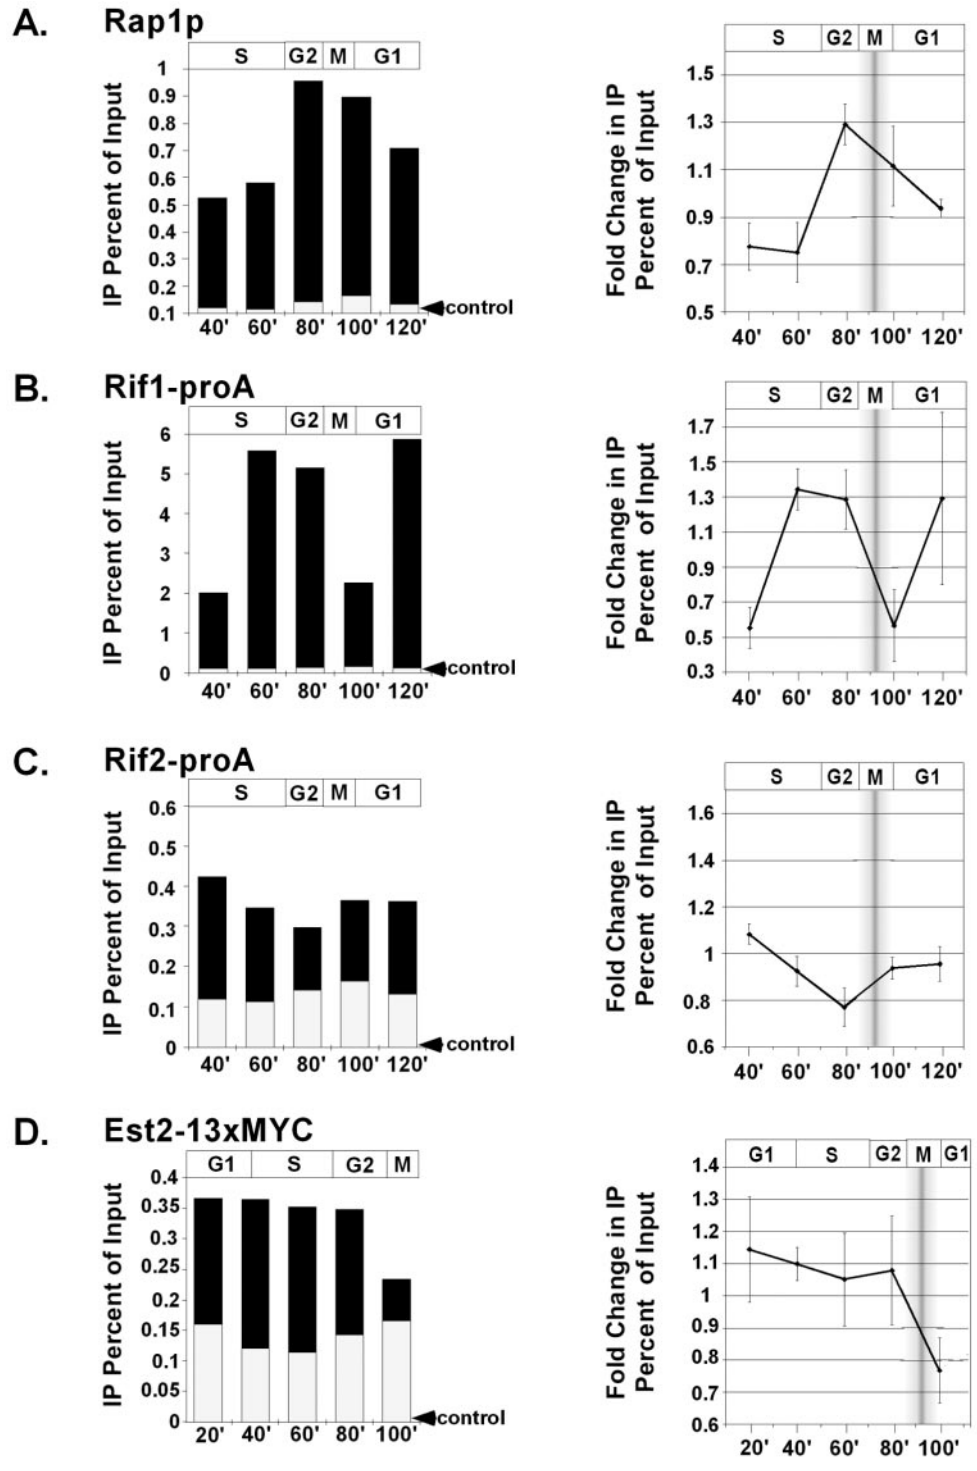 A. Rap1p
S G2 M G1
S G2 M G1
IP Percent of Input
1
0.9
0.8
0.7
0.6
0.5
0.4
0.3
0.2
0.1
control
40' 60' 80' 100' 120'
Fold Change in IP
Percent of Input
1.5
1.3
1.1
0.9
0.7
0.5
40' 60' 80' 100' 120'
B. Rif1-proA
S G2 M G1
S G2 M G1
IP Percent of Input
6
5
4
3
2
1
0
control
40' 60' 80' 100' 120'
Fold Change in IP
Percent of Input
1.7
1.5
1.3
1.1
0.9
0.7
0.5
0.3
40' 60' 80' 100' 120'
C. Rif2-proA
S G2 M G1
S G2 M G1
IP Percent of Input
0.6
0.5
0.4
0.3
0.2
0.1
0
control
40' 60' 80' 100' 120'
Fold Change in IP
Percent of Input
1.6
1.4
1.2
1
0.8
0.6
40' 60' 80' 100' 120'
D. Est2-13xMYC
G1 S G2 M
G1 S G2 M G1
IP Percent of Input
0.4
0.35
0.3
0.25
0.2
0.15
0.1
0.05
0
control
20' 40' 60' 80' 100'
Fold Change in IP
Percent of Input
1.4
1.3
1.2
1.1
1
0.9
0.8
0.7
0.6
20' 40' 60' 80' 100'